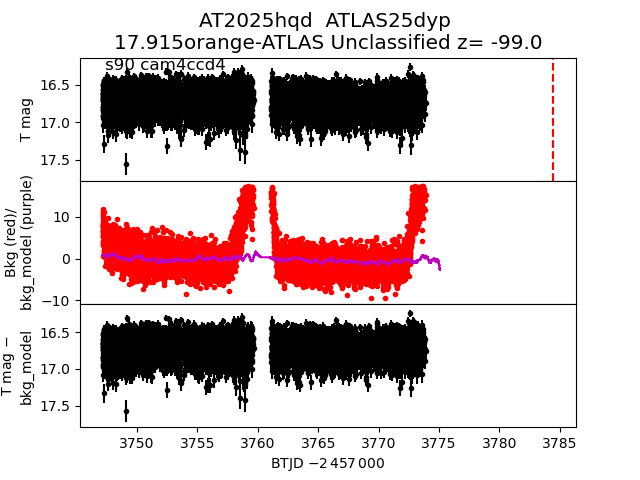 AT2025hqd  ATLAS25dyp
17.915orange-ATLAS Unclassified z= -99.0
s90 cam4ccd4
T mag
16.5
17.0
17.5
Bkg (red)/
bkg_model (purple)
10
0
−10
T mag −
bkg_model
16.5
17.0
17.5
3750 3755 3760 3765 3770 3775 3780 3785
BTJD −2 457 000